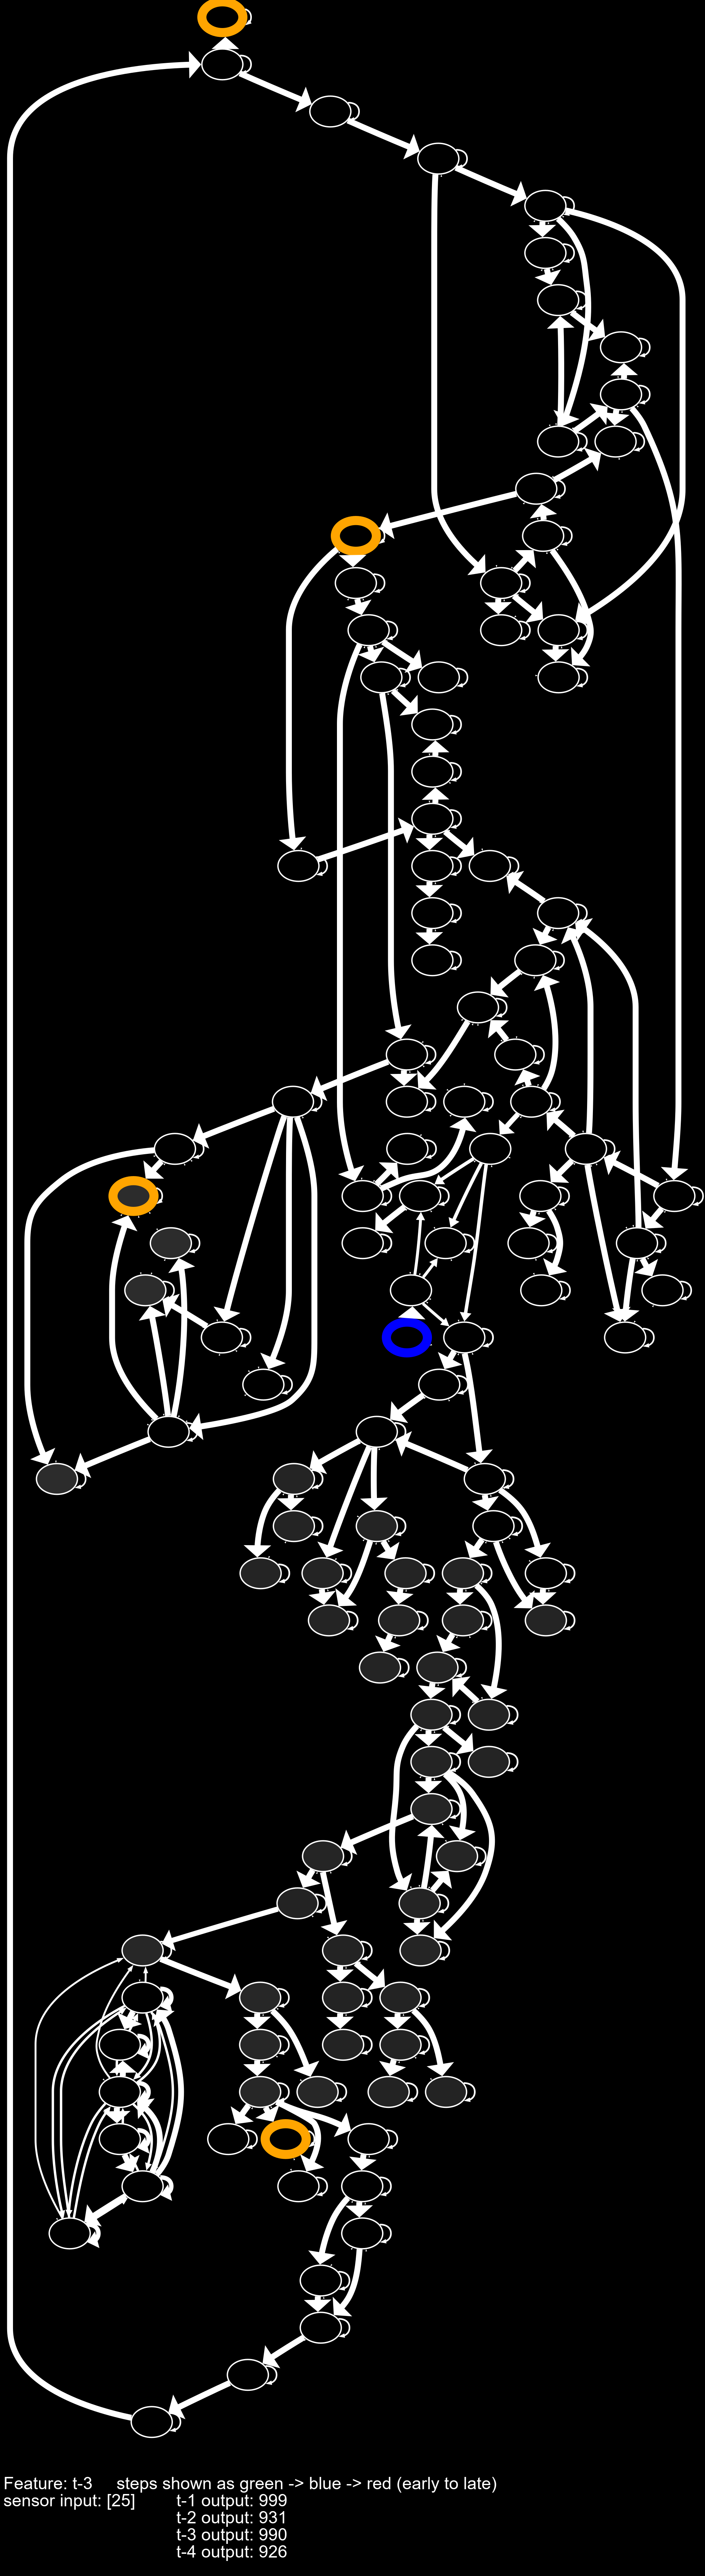 Feature: t-3 steps shown as green -> blue -> red (early to late)
sensor input: [25] t-1 output: 999
t-2 output: 931
t-3 output: 990
t-4 output: 926